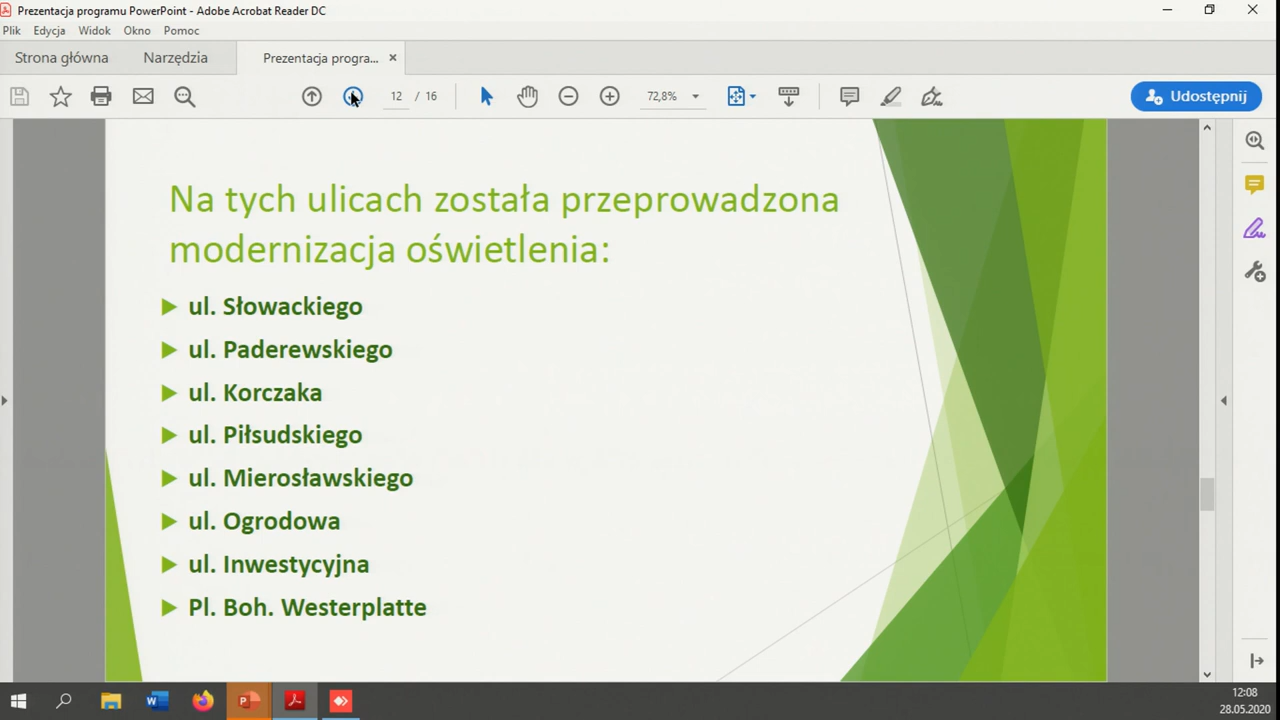 Prezentacja programu PowerPoint - Adobe Acrobat Reader DC
Plik Edycja Widok Okno Pomoc
Strona główna Narzędzia Prezentacja progra... ×
12 / 16 72,8% Udostępnij
Na tych ulicach została przeprowadzona
modernizacja oświetlenia:
ul. Słowackiego
ul. Paderewskiego
ul. Korczaka
ul. Piłsudskiego
ul. Mierosławskiego
ul. Ogrodowa
ul. Inwestycyjna
Pl. Boh. Westerplatte
12:08
28.05.2020